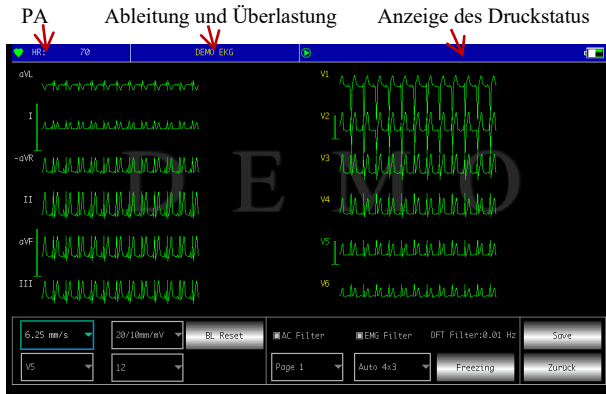 PA Ableitung und Überlastung Anzeige des Druckstatus
HR: 70 DEMO EKG
aVL V1
I V2
-aVR V3
DEMO
II V4
aVF V5
III V6
6.25 mm/s 20/10mm/mV BL Reset AC Filter EMG Filter DFT Filter:0.01 Hz Save
V5 12 Page 1 Auto 4x3 Freezing Zurück